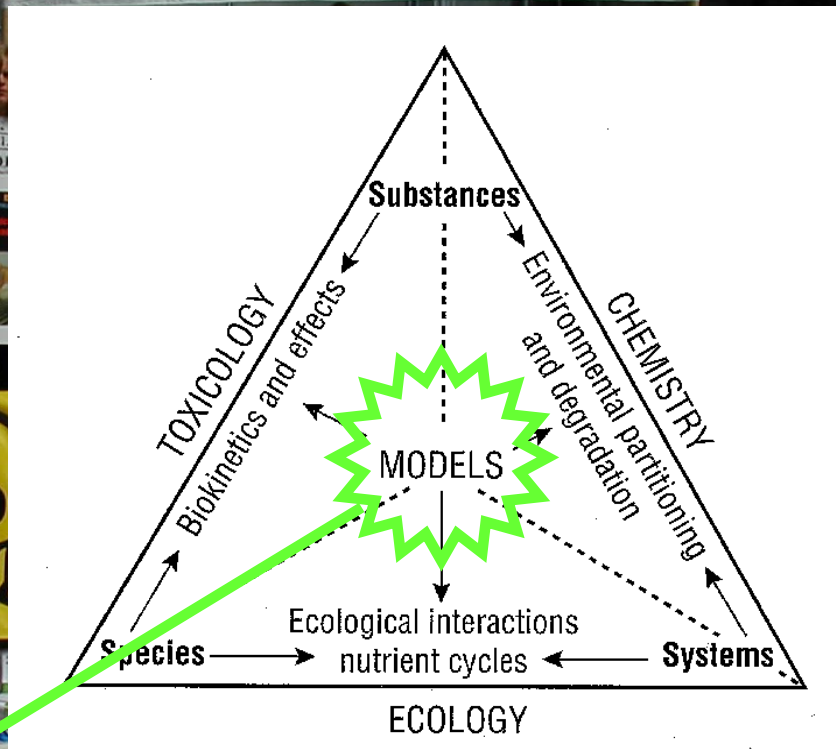 Substances
TOXICOLOGY
Biokinetics and effects
Environmental partitioning
and degradation
CHEMISTRY
MODELS
Species
Ecological interactions
nutrient cycles
Systems
ECOLOGY